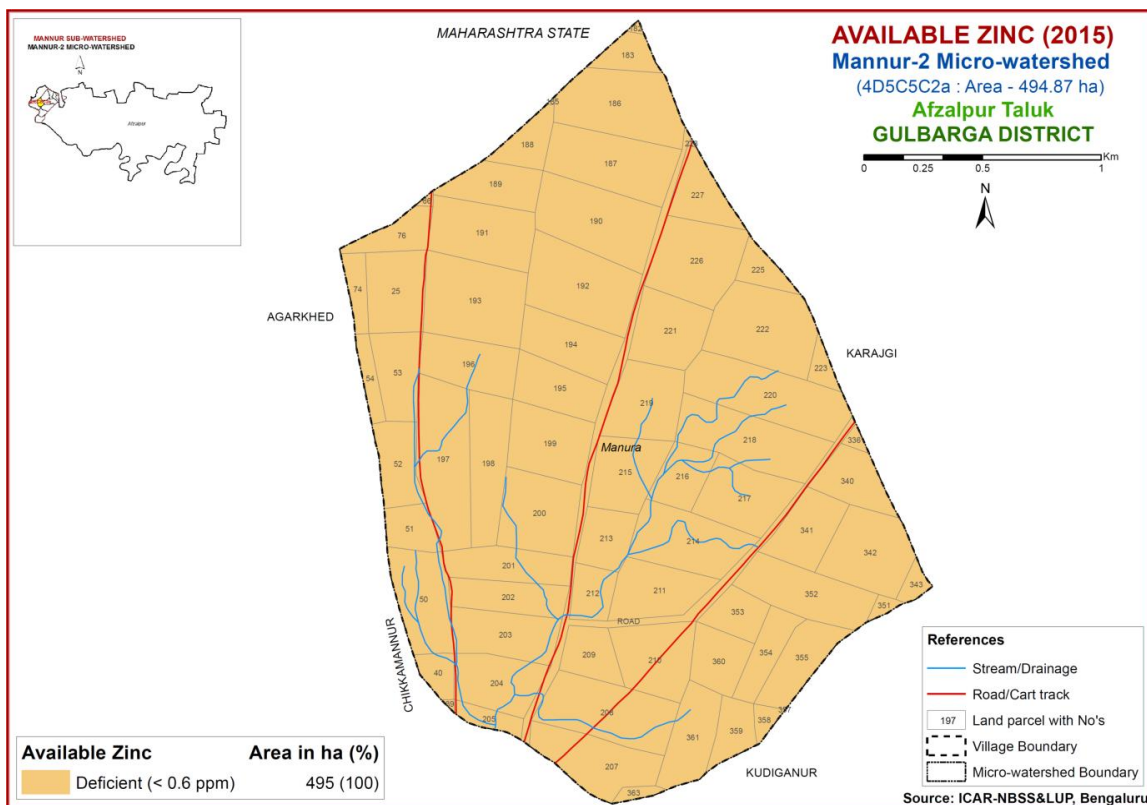 MANNUR SUB-WATERSHED
MANNUR-2 MICRO-WATERSHED
N
Afzalpur
MAHARASHTRA STATE
AVAILABLE ZINC (2015)
Mannur-2 Micro-watershed
(4D5C5C2a : Area - 494.87 ha)
Afzalpur Taluk
GULBARGA DISTRICT
Km
0 0.25 0.5 1
N
183
186
188
187
189
227
190
76
191
226
225
74
25
192
193
AGARKHED
221
222
194
KARAJGI
196
223
53
54
195
220
219
218
199
336
Manura
52
197
198
215
216
340
217
200
51
341
213
214
342
201
343
212
211
352
50
202
351
353
ROAD
203
CHIKKAMANNUR
209
210
360
354
355
40
204
205
208
361
359
358
207
KUDIGANUR
363
References
Stream/Drainage
Road/Cart track
197 Land parcel with No's
Village Boundary
Micro-watershed Boundary
Available Zinc Area in ha (%)
Deficient (< 0.6 ppm) 495 (100)
Source: ICAR-NBSS&LUP, Bengaluru